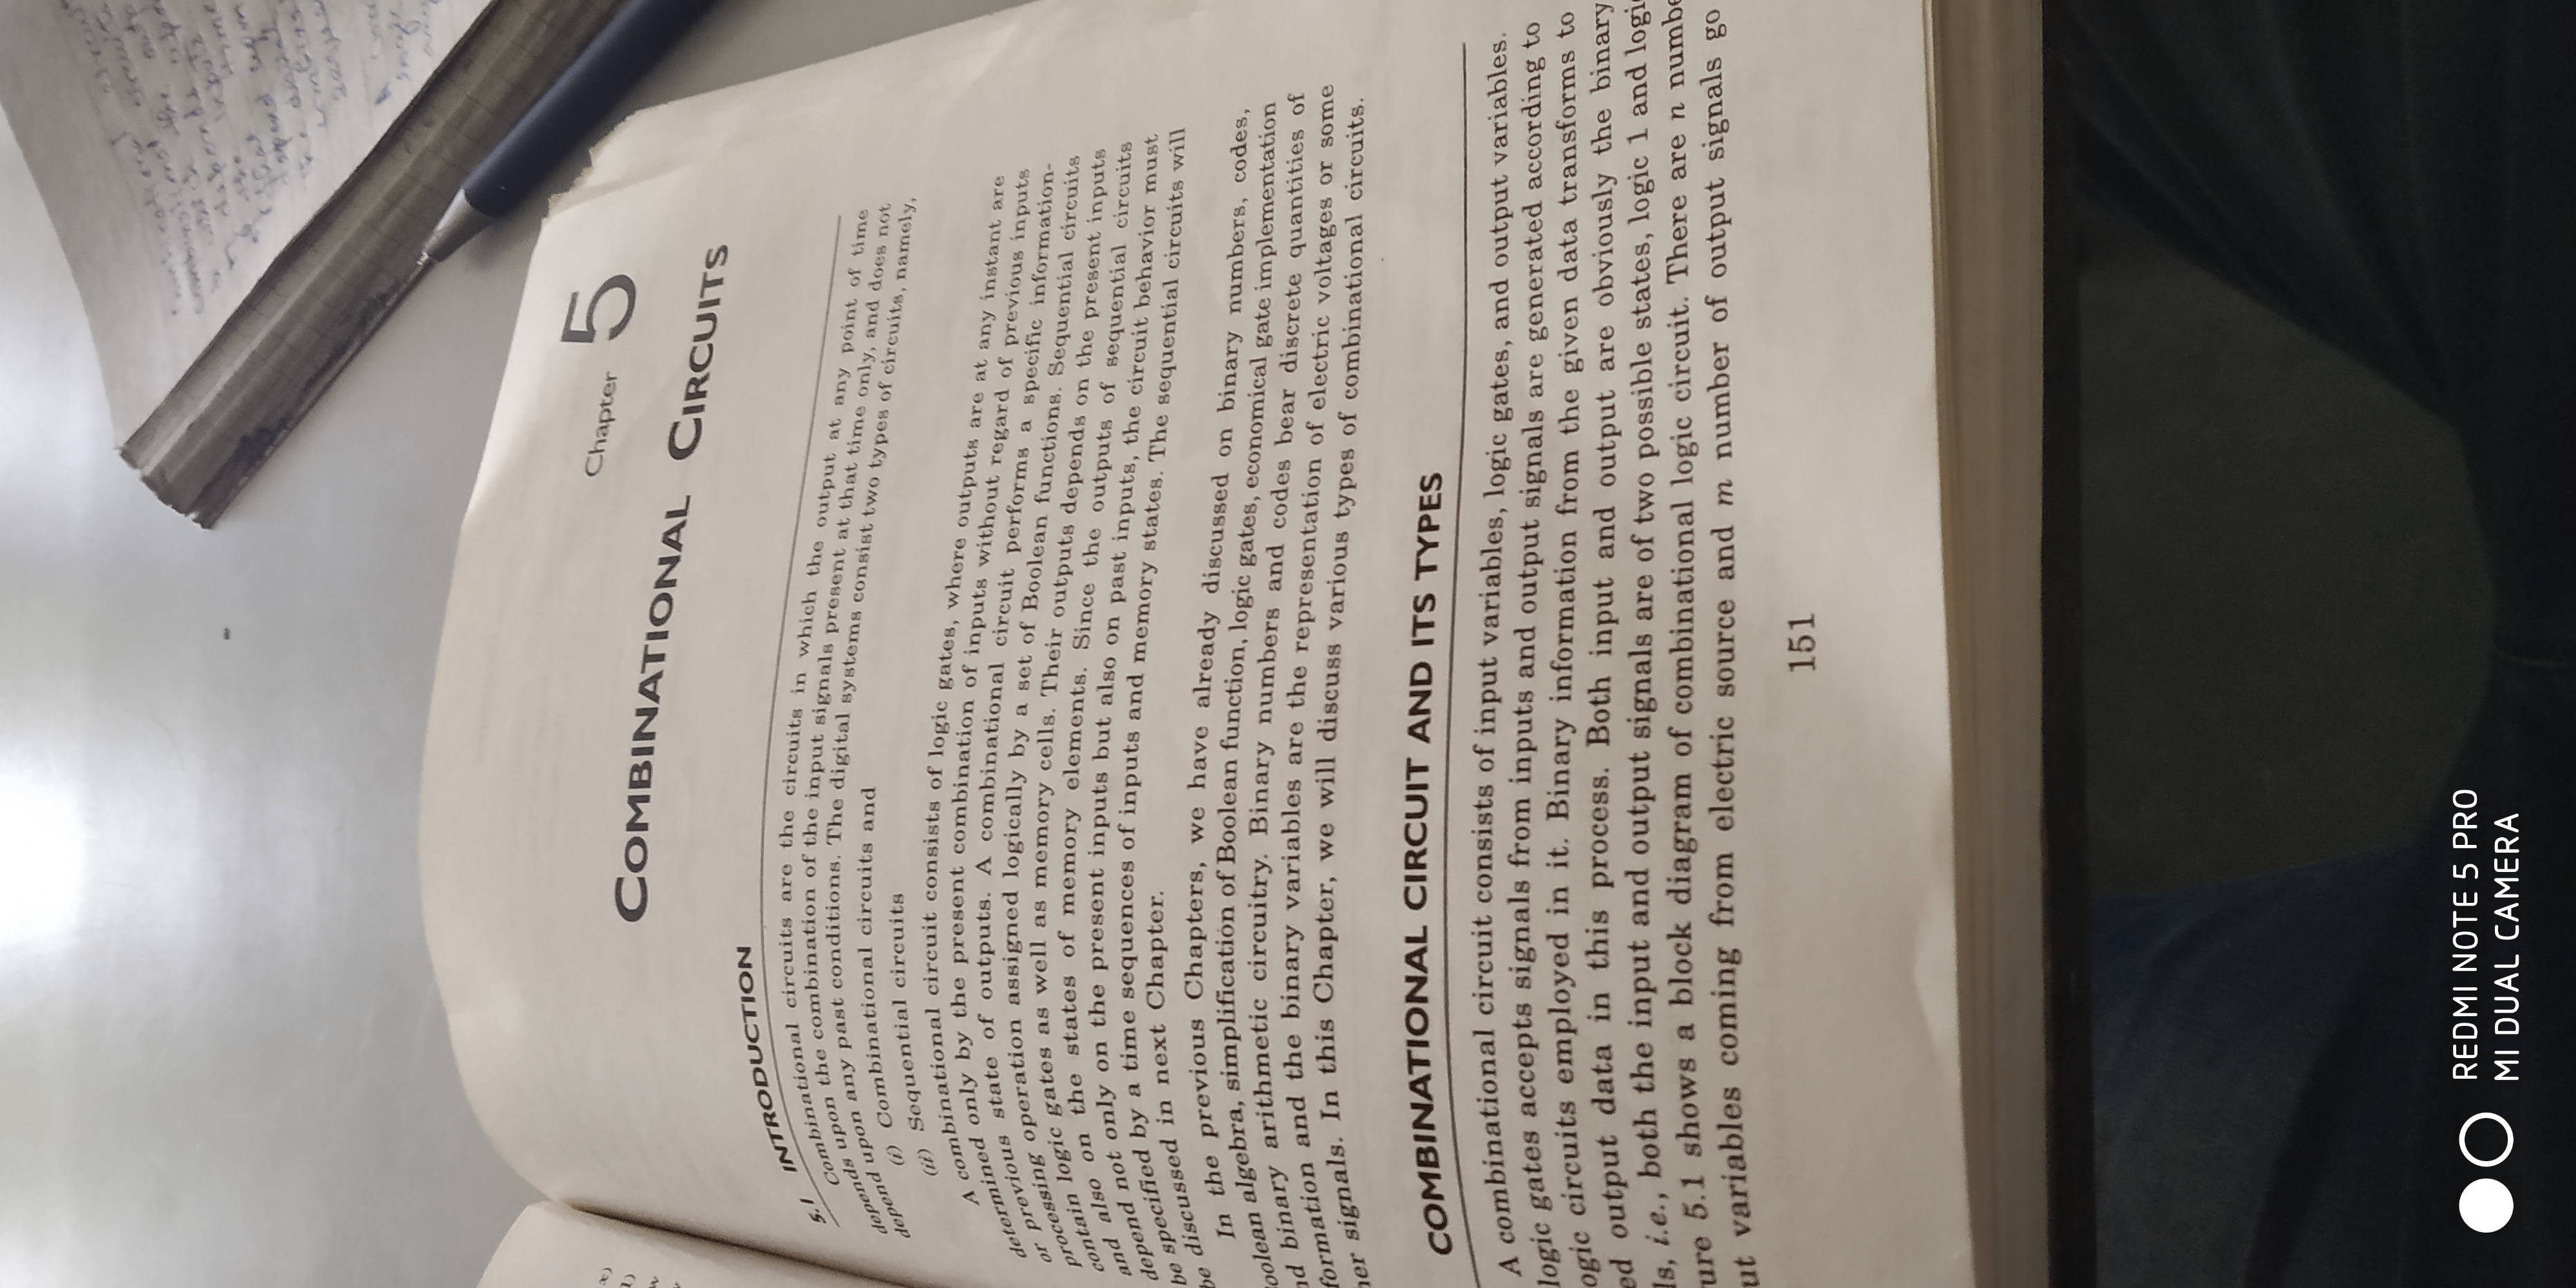 Chapter 5
COMBINATIONAL CIRCUITS
5.1 INTRODUCTION
Combinational circuits are the circuits in which the output at any point of time
depends upon the combination of the input signals present at that time only, and does not
depend upon any past conditions. The digital systems consist two types of circuits, namely,
(i) Combinational circuits and
(ii) Sequential circuits
A combinational circuit consists of logic gates, where outputs are at any instant are
determined only by the present combination of inputs without regard of previous inputs
or previous state of outputs. A combinational circuit performs a specific information-
processing operation assigned logically by a set of Boolean functions. Sequential circuits
contain logic gates as well as memory cells. Their outputs depends on the present inputs
and also on the states of memory elements. Since the outputs of sequential circuits
depend not only on the present inputs but also on past inputs, the circuit behavior must
be specified by a time sequences of inputs and memory states. The sequential circuits will
be discussed in next Chapter.
In the previous Chapters, we have already discussed on binary numbers, codes,
oolean algebra, simplification of Boolean function, logic gates, economical gate implementation
nd binary arithmetic circuitry. Binary numbers and codes bear discrete quantities of
formation and the binary variables are the representation of electric voltages or some
her signals. In this Chapter, we will discuss various types of combinational circuits.
COMBINATIONAL CIRCUIT AND ITS TYPES
A combinational circuit consists of input variables, logic gates, and output variables.
logic gates accepts signals from inputs and output signals are generated according to
ogic circuits employed in it. Binary information from the given data transforms to
ed output data in this process. Both input and output are obviously the binary
ls, i.e., both the input and output signals are of two possible states, logic 1 and logi
ure 5.1 shows a block diagram of combinational logic circuit. There are n numbe
ut variables coming from electric source and m number of output signals go
151
REDMI NOTE 5 PRO
MI DUAL CAMERA